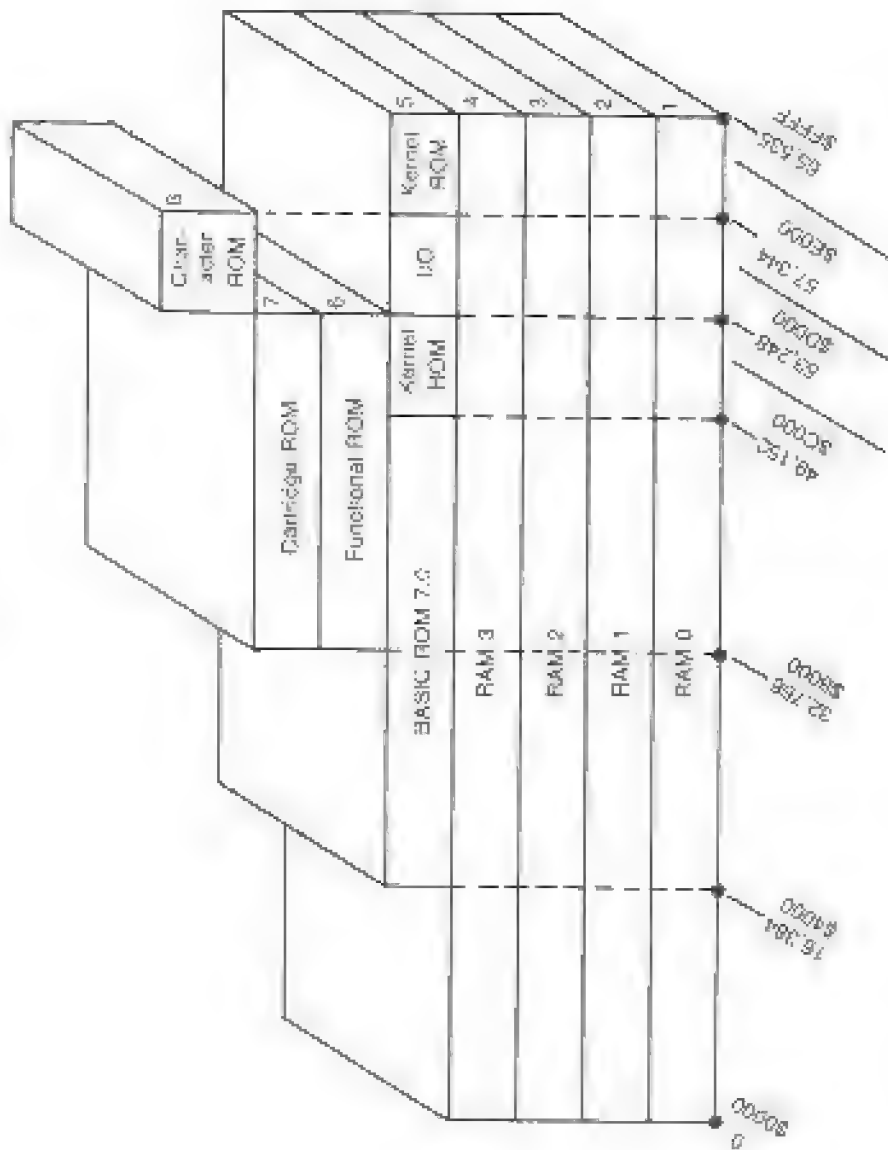 Char-
acter
ROM
8
Cartridge ROM
7
Functional ROM
6
BASIC ROM 7.0
Kernel
ROM
I/O
Kernel
ROM
5
RAM 3
4
RAM 2
3
RAM 1
2
RAM 0
1
0
$0000
16,384
$4000
32,768
$8000
49,152
$C000
53,248
$D000
57,344
$E000
65,535
$FFFF